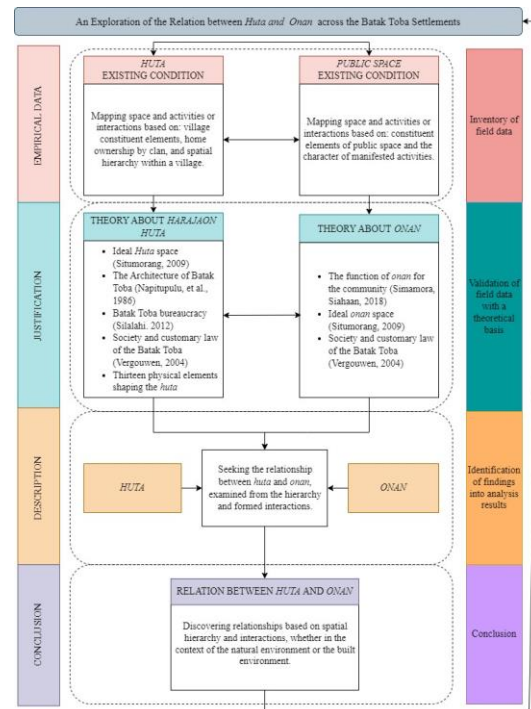 An Exploration of the Relation between Huta and Onan across the Batak Toba Settlements
EMPIRICAL DATA
HUTA
EXISTING CONDITION
Mapping space and activities or
interactions based on: village
constituent elements, home
ownership by clan, and spatial
hierarchy within a village.
PUBLIC SPACE
EXISTING CONDITION
Mapping space and activities or
interactions based on: constituent
elements of public space and the
character of manifested activities.
Inventory of
field data
JUSTIFICATION
THEORY ABOUT HARAJAON
HUTA
• Ideal Huta space
(Situmorang, 2009)
• The Architecture of Batak
Toba (Napitupulu, et al.,
1986)
• Batak Toba bureaucracy
(Silalahi. 2012)
• Society and customary law
of the Batak Toba
(Vergouwen, 2004)
• Thirteen physical elements
shaping the huta
THEORY ABOUT ONAN
• The function of onan for
the community (Simamora,
Siahaan, 2018)
• Ideal onan space
(Situmorang, 2009)
• Society and customary law
of the Batak Toba
(Vergouwen, 2004)
Validation of
field data
with a
theoretical
basis
DESCRIPTION
HUTA
Seeking the relationship
between huta and onan,
examined from the hierarchy
and formed interactions.
ONAN
Identification
of findings
into analysis
results
CONCLUSION
RELATION BETWEEN HUTA AND ONAN
Discovering relationships based on
spatial hierarchy and interactions,
whether in the context of the natural
environment or the built
environment.
Conclusion